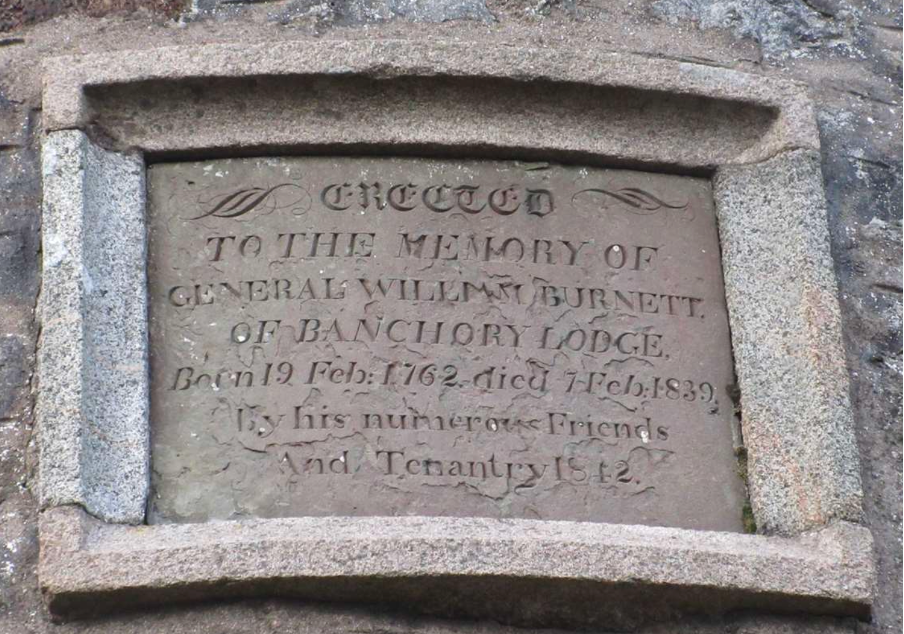 ERECTED
TO THE MEMORY OF
GENERAL WILLIAM BURNETT.
OF BANCHORY LODGE.
Born 19 Feb: 1762. died 7 Feb: 1839.
by his numerous Friends
And Tenantry 1842.